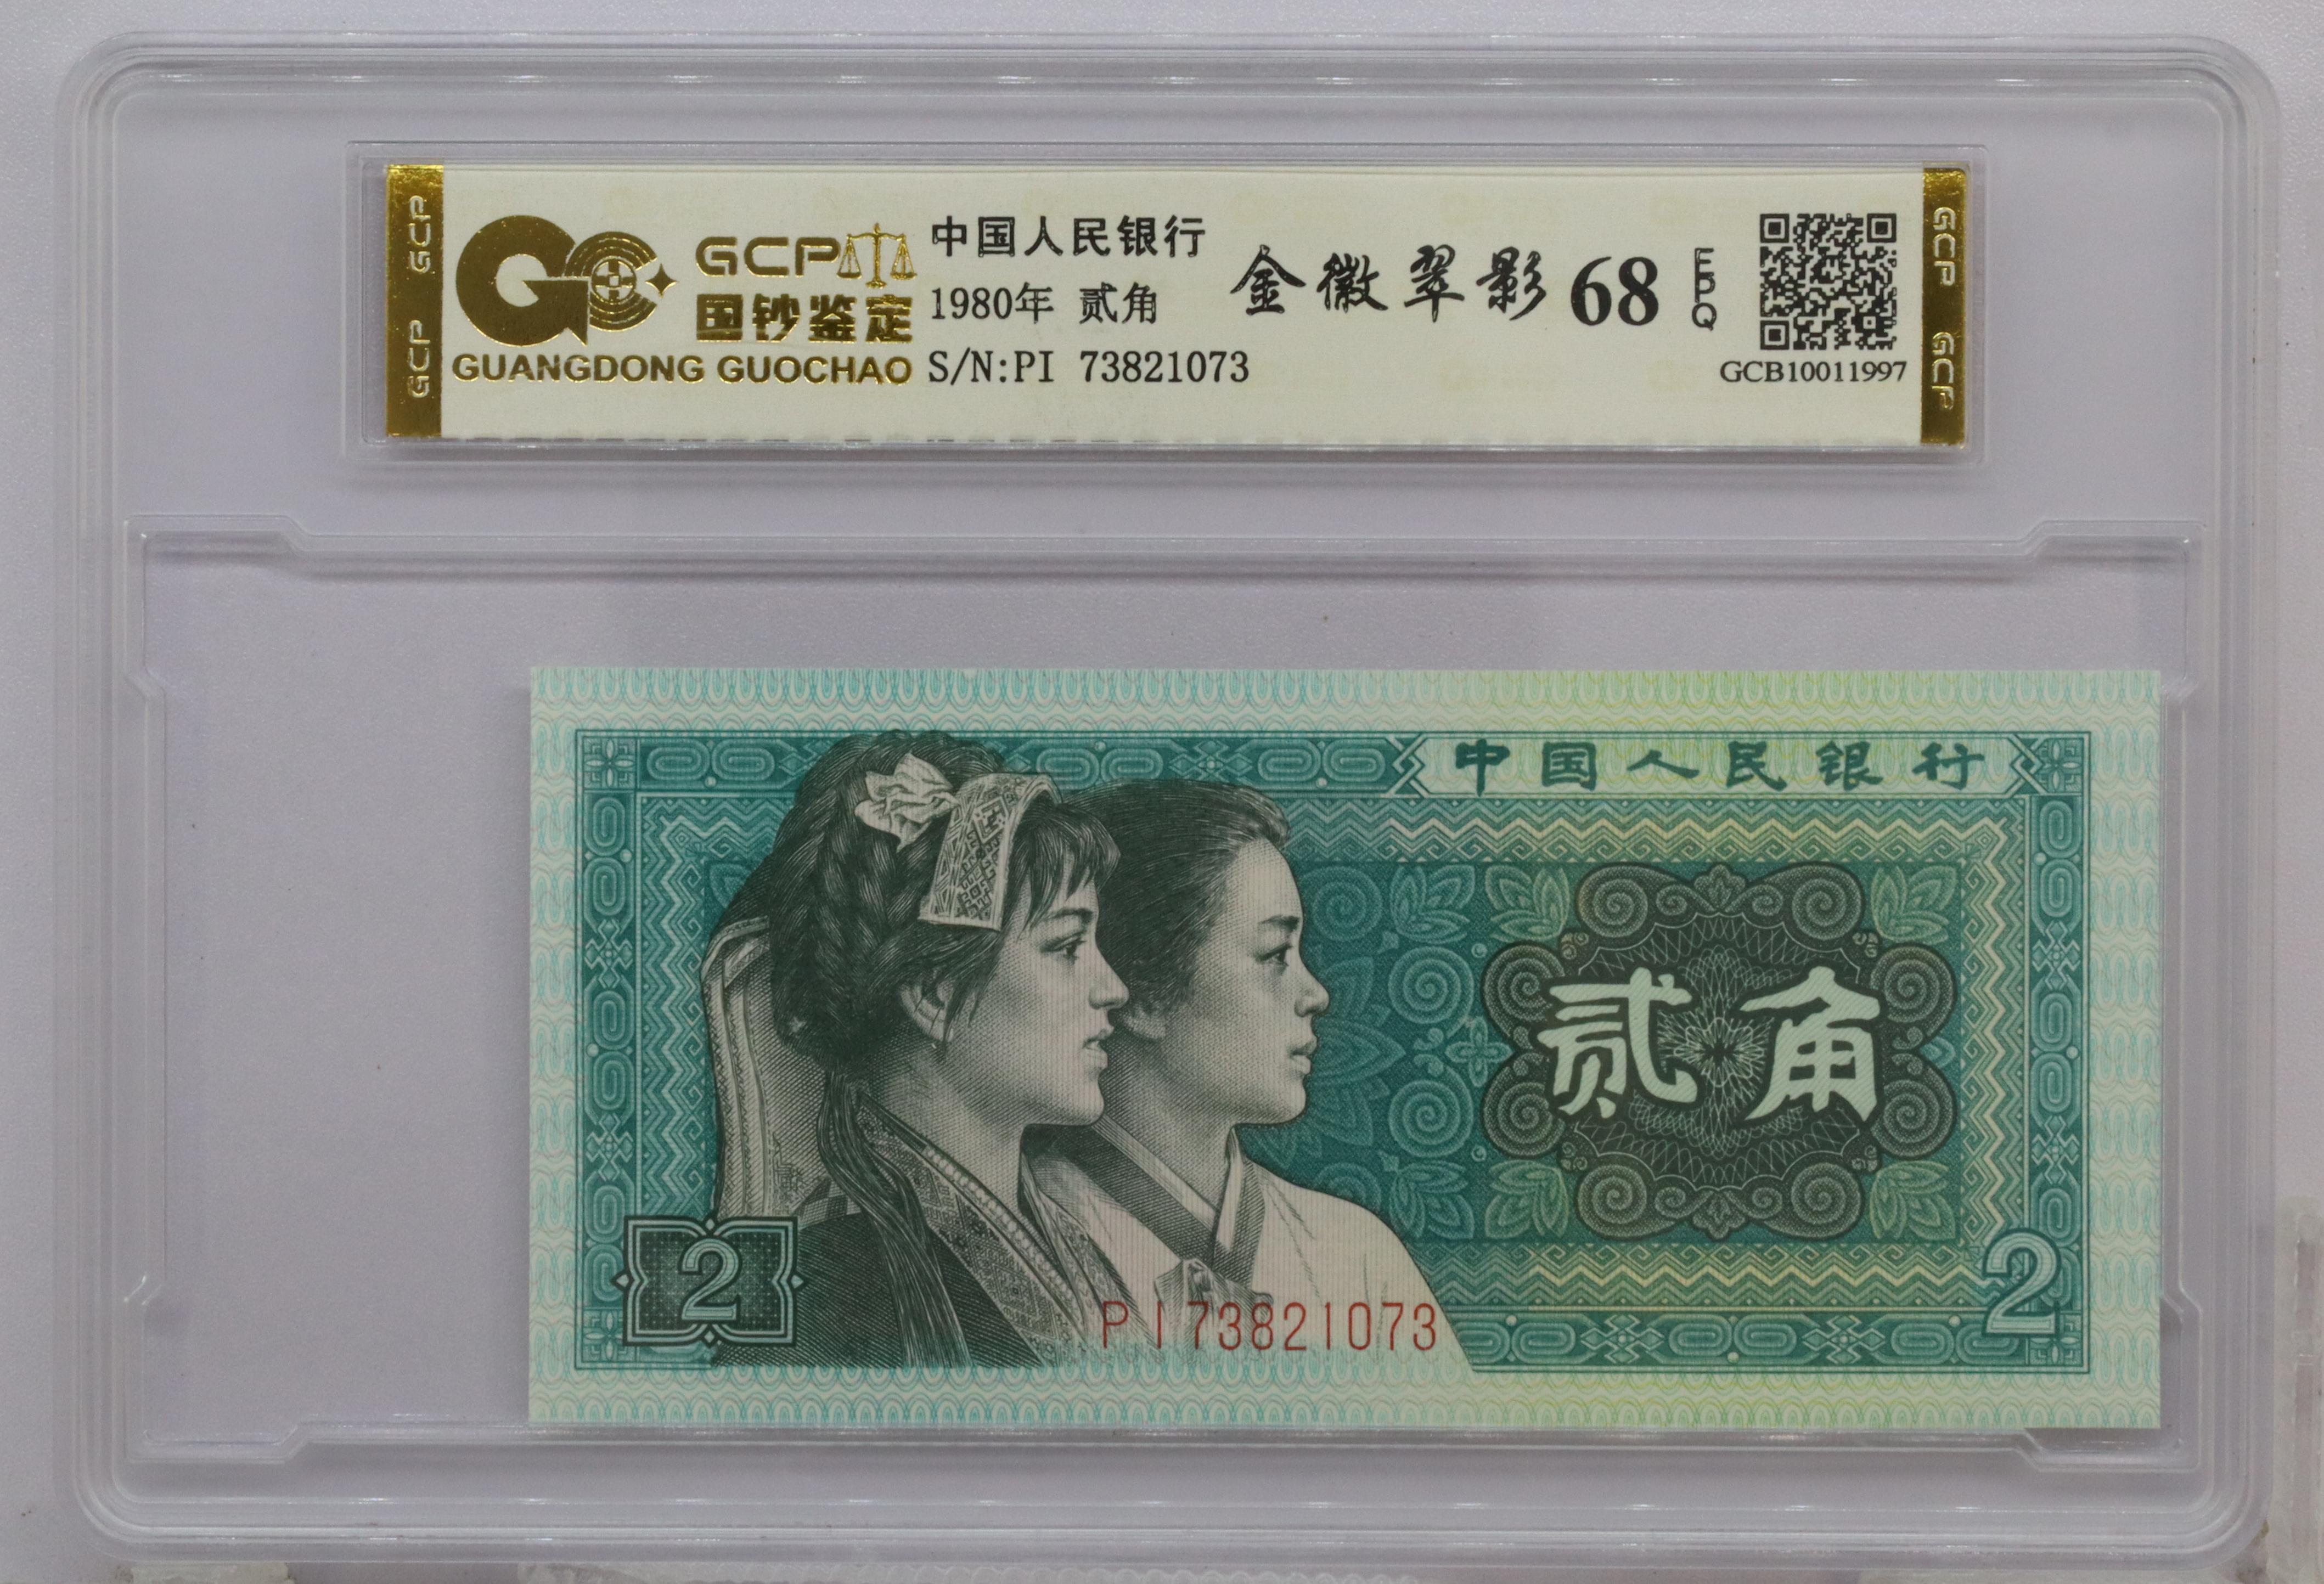 GCP GCP
GCP
国钞鉴定
GUANGDONG GUOCHAO
中国人民银行
1980年 贰角
S/N:PI 73821073
金徽翠影 68 EPQ
GCB10011997
GCP GCP
中国人民银行
贰角
2
PI73821073
2